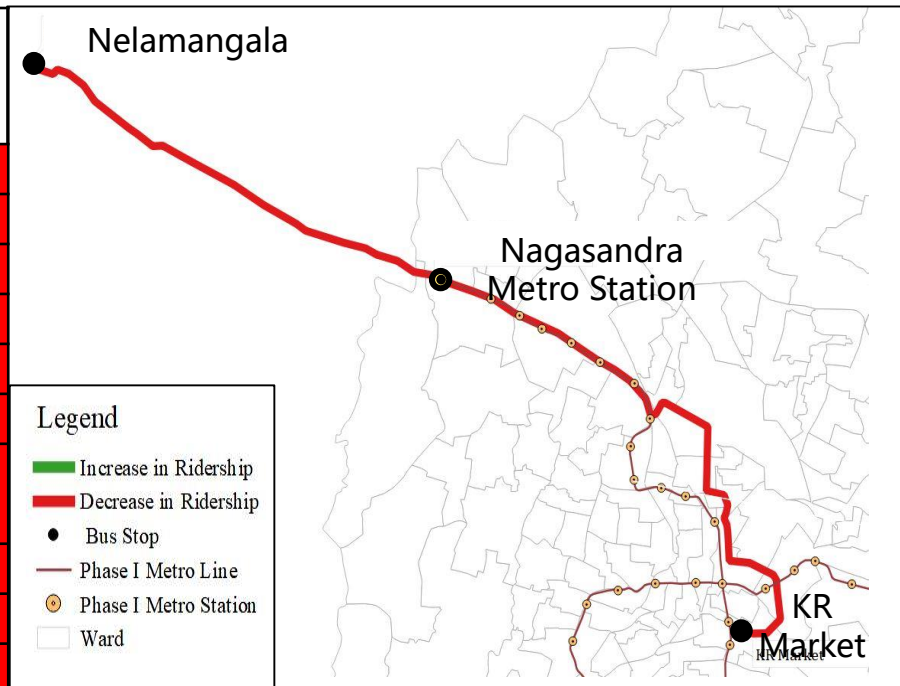 Nelamangala
Nagasandra
Metro Station
Legend
Increase in Ridership
Decrease in Ridership
Bus Stop
Phase I Metro Line
Phase I Metro Station
Ward
KR
Market
KR Market